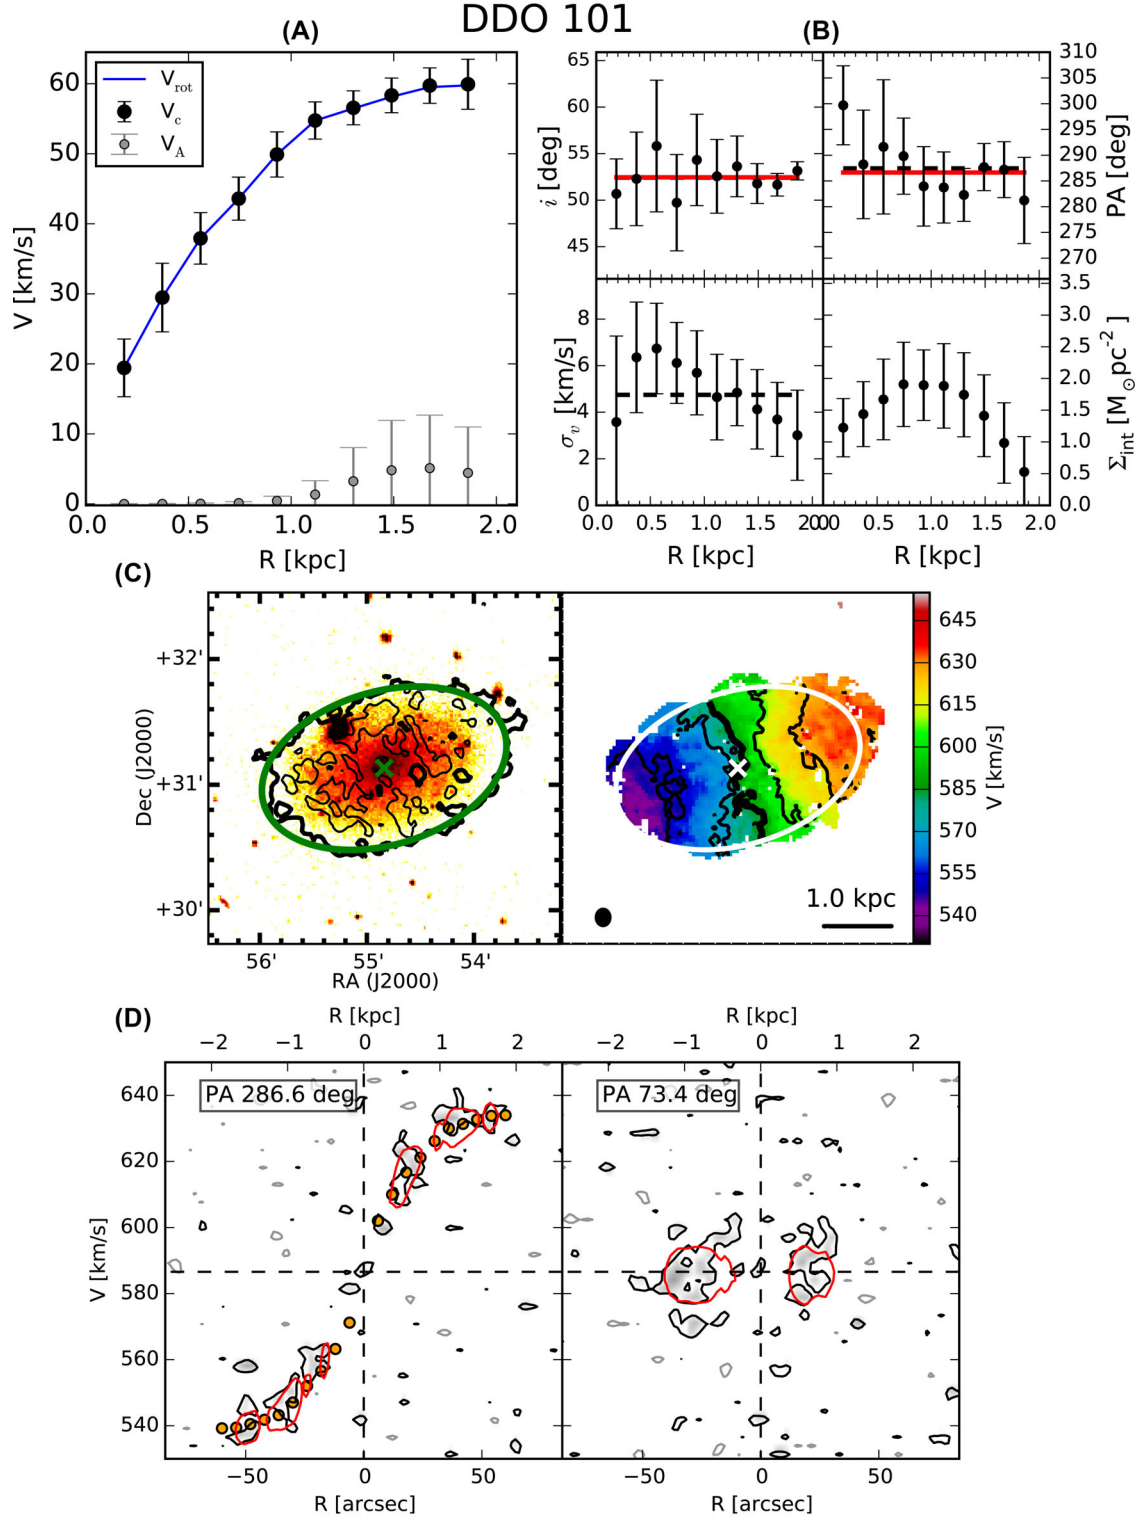 DDO 101
(A)
(B)
V_rot
V_c
V_A
60
50
40
30
20
10
0
V [km/s]
0.0 0.5 1.0 1.5 2.0
R [kpc]
65
60
55
50
45
i [deg]
310
305
300
295
290
285
280
275
270
PA [deg]
8
6
4
2
0
σ_v [km/s]
3.5
3.0
2.5
2.0
1.5
1.0
0.5
0.0
Σ_int [M_⊙pc^-2]
0.0 0.5 1.0 1.5 2.0
R [kpc]
0.0 0.5 1.0 1.5 2.0
R [kpc]
(C)
+32'
+31'
+30'
Dec (J2000)
56' 55' 54'
RA (J2000)
1.0 kpc
645
630
615
600
585
570
555
540
V [km/s]
(D)
R [kpc]
−2 −1 0 1 2
PA 286.6 deg
640
620
600
580
560
540
V [km/s]
−50 0 50
R [arcsec]
R [kpc]
−2 −1 0 1 2
PA 73.4 deg
−50 0 50
R [arcsec]